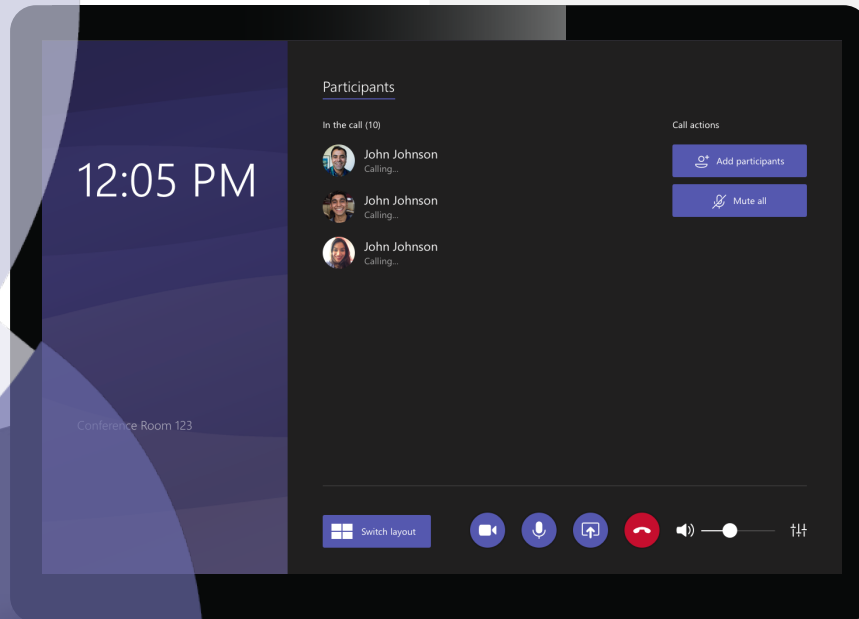 12:05 PM
Conference Room 123
Participants
In the call (10)
John Johnson
Calling...
John Johnson
Calling...
John Johnson
Calling...
Call actions
Add participants
Mute all
Switch layout